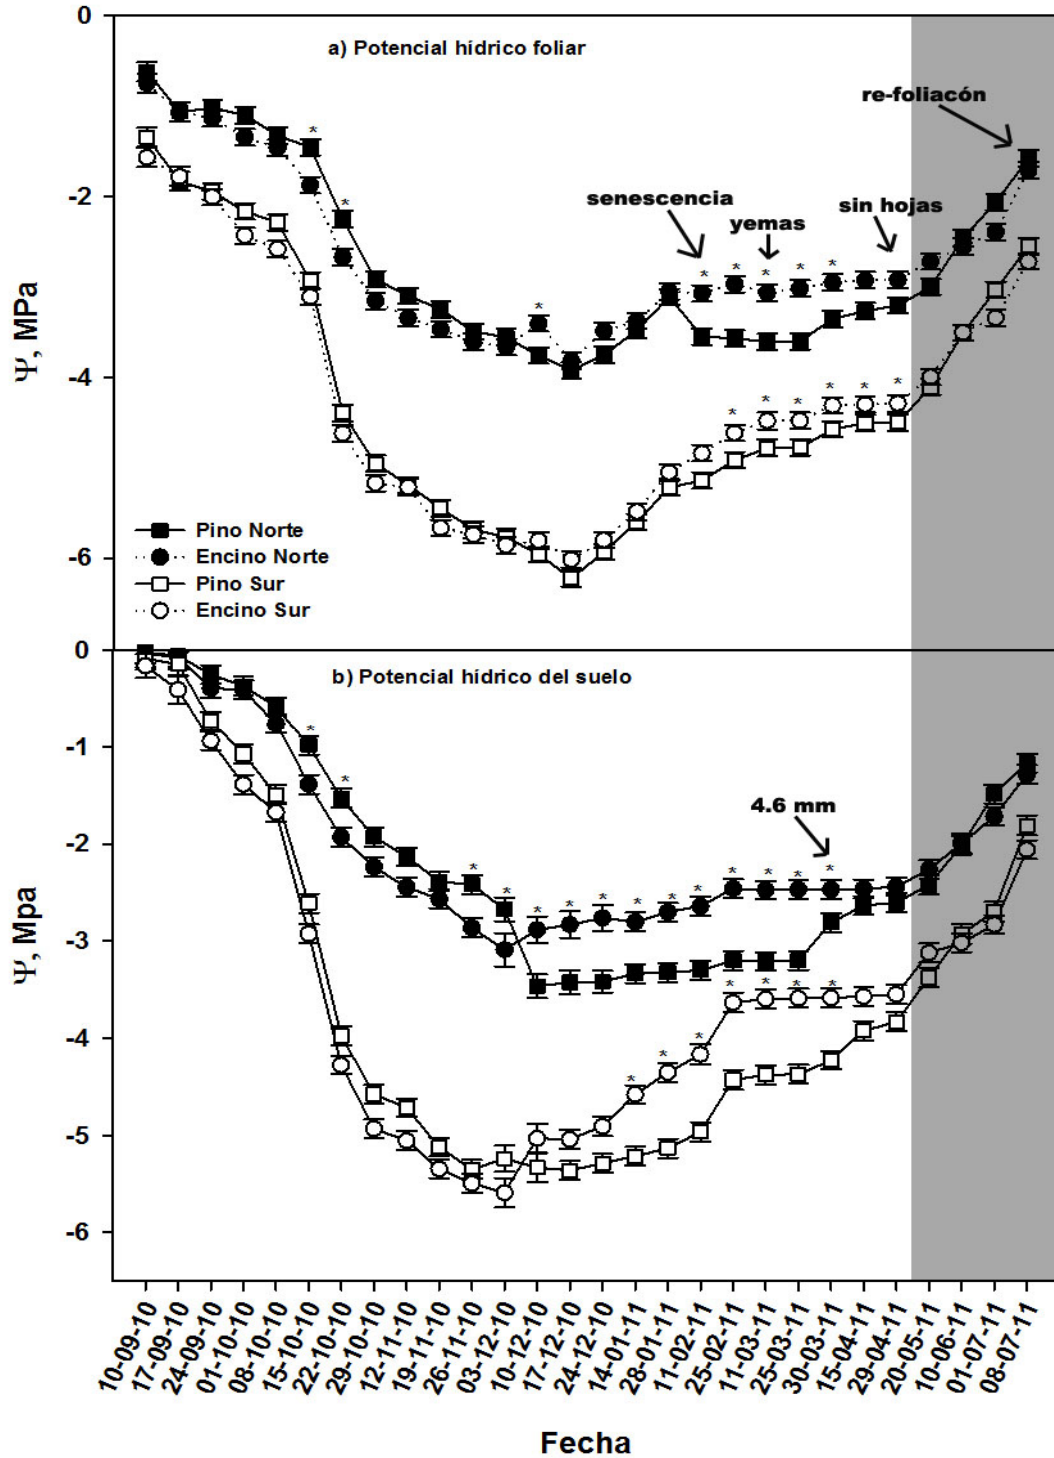 0
a) Potencial hídrico foliar
re-foliacón
-2
senescencia
yemas
sin hojas
Ψ, MPa
-4
Pino Norte
Encino Norte
Pino Sur
Encino Sur
-6
0
b) Potencial hídrico del suelo
-1
4.6 mm
-2
Ψ, Mpa
-3
-4
-5
-6
10-09-10
17-09-10
24-09-10
01-10-10
08-10-10
15-10-10
22-10-10
29-10-10
12-11-10
19-11-10
26-11-10
03-12-10
10-12-10
17-12-10
24-12-10
14-01-11
28-01-11
11-02-11
25-02-11
11-03-11
25-03-11
30-03-11
15-04-11
29-04-11
20-05-11
10-06-11
01-07-11
08-07-11
Fecha